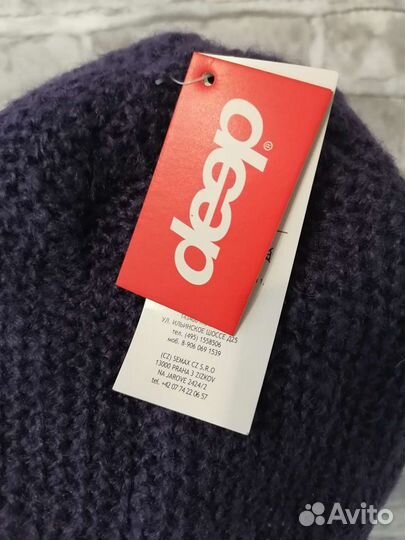 deep®
УЛ. ИЛЬИНСКОЕ ШОССЕ Д25
тел. (495) 1558506
моб. 8-906 069 1539
(CZ) SEMAX CZ S.R.O
13000 PRAHA 3 ZIZKOV
NA JAROVE 2424/2
tel. +42 07 74 22 06 57
Avito